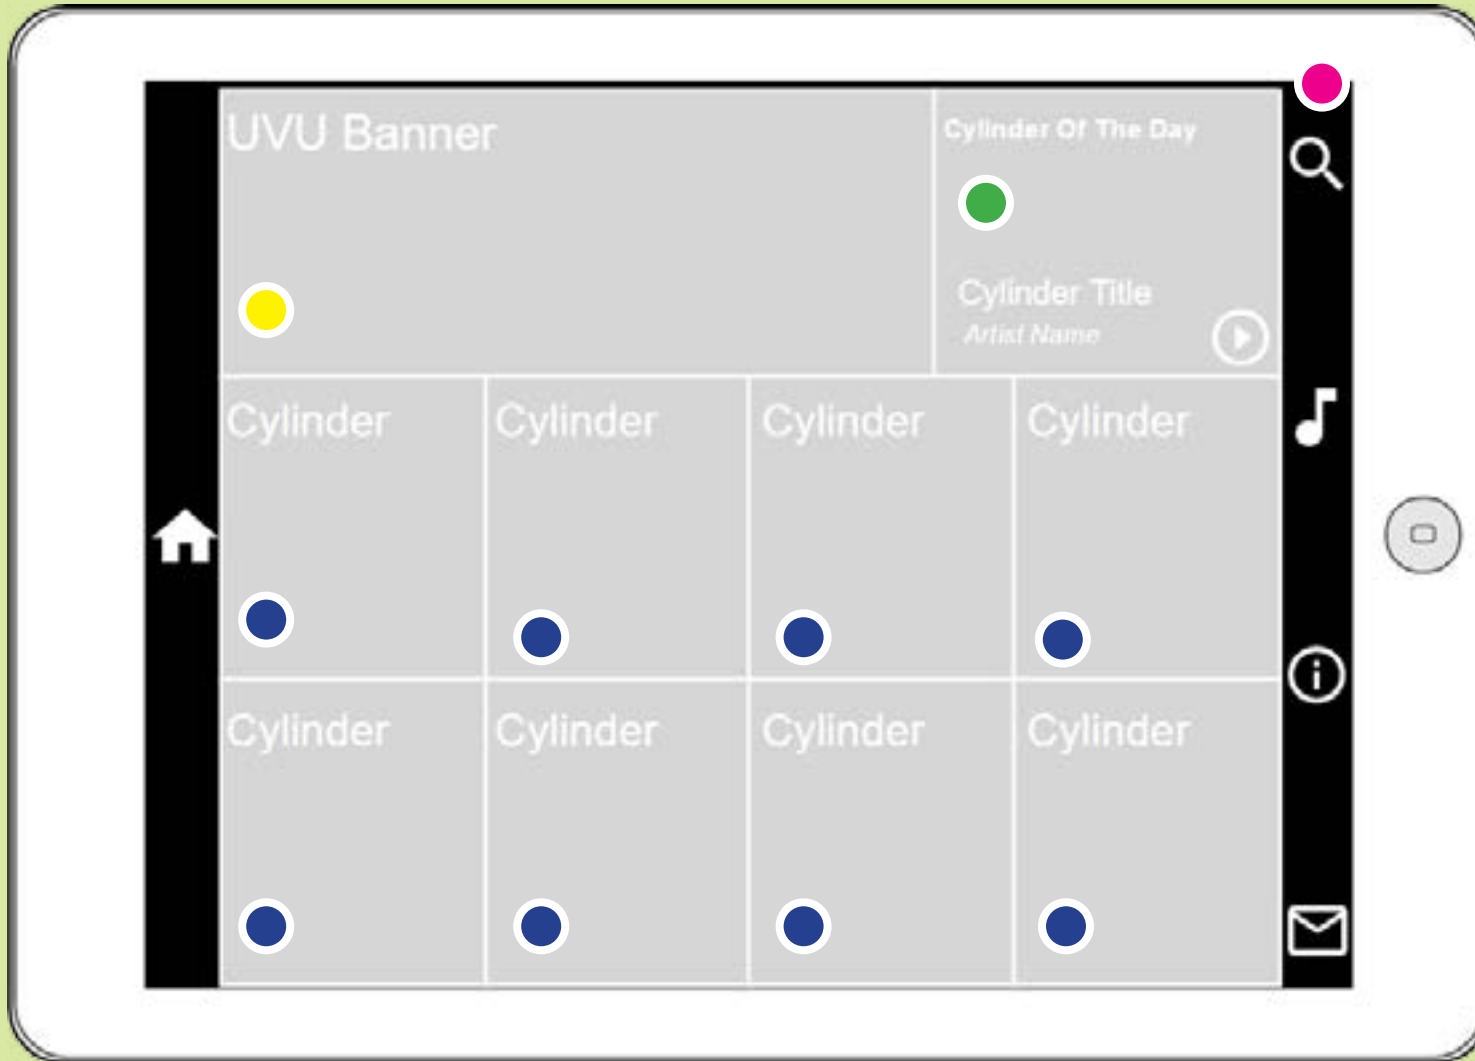 UVU Banner
Cylinder Of The Day
Cylinder Title
Artist Name
Cylinder
Cylinder
Cylinder
Cylinder
Cylinder
Cylinder
Cylinder
Cylinder